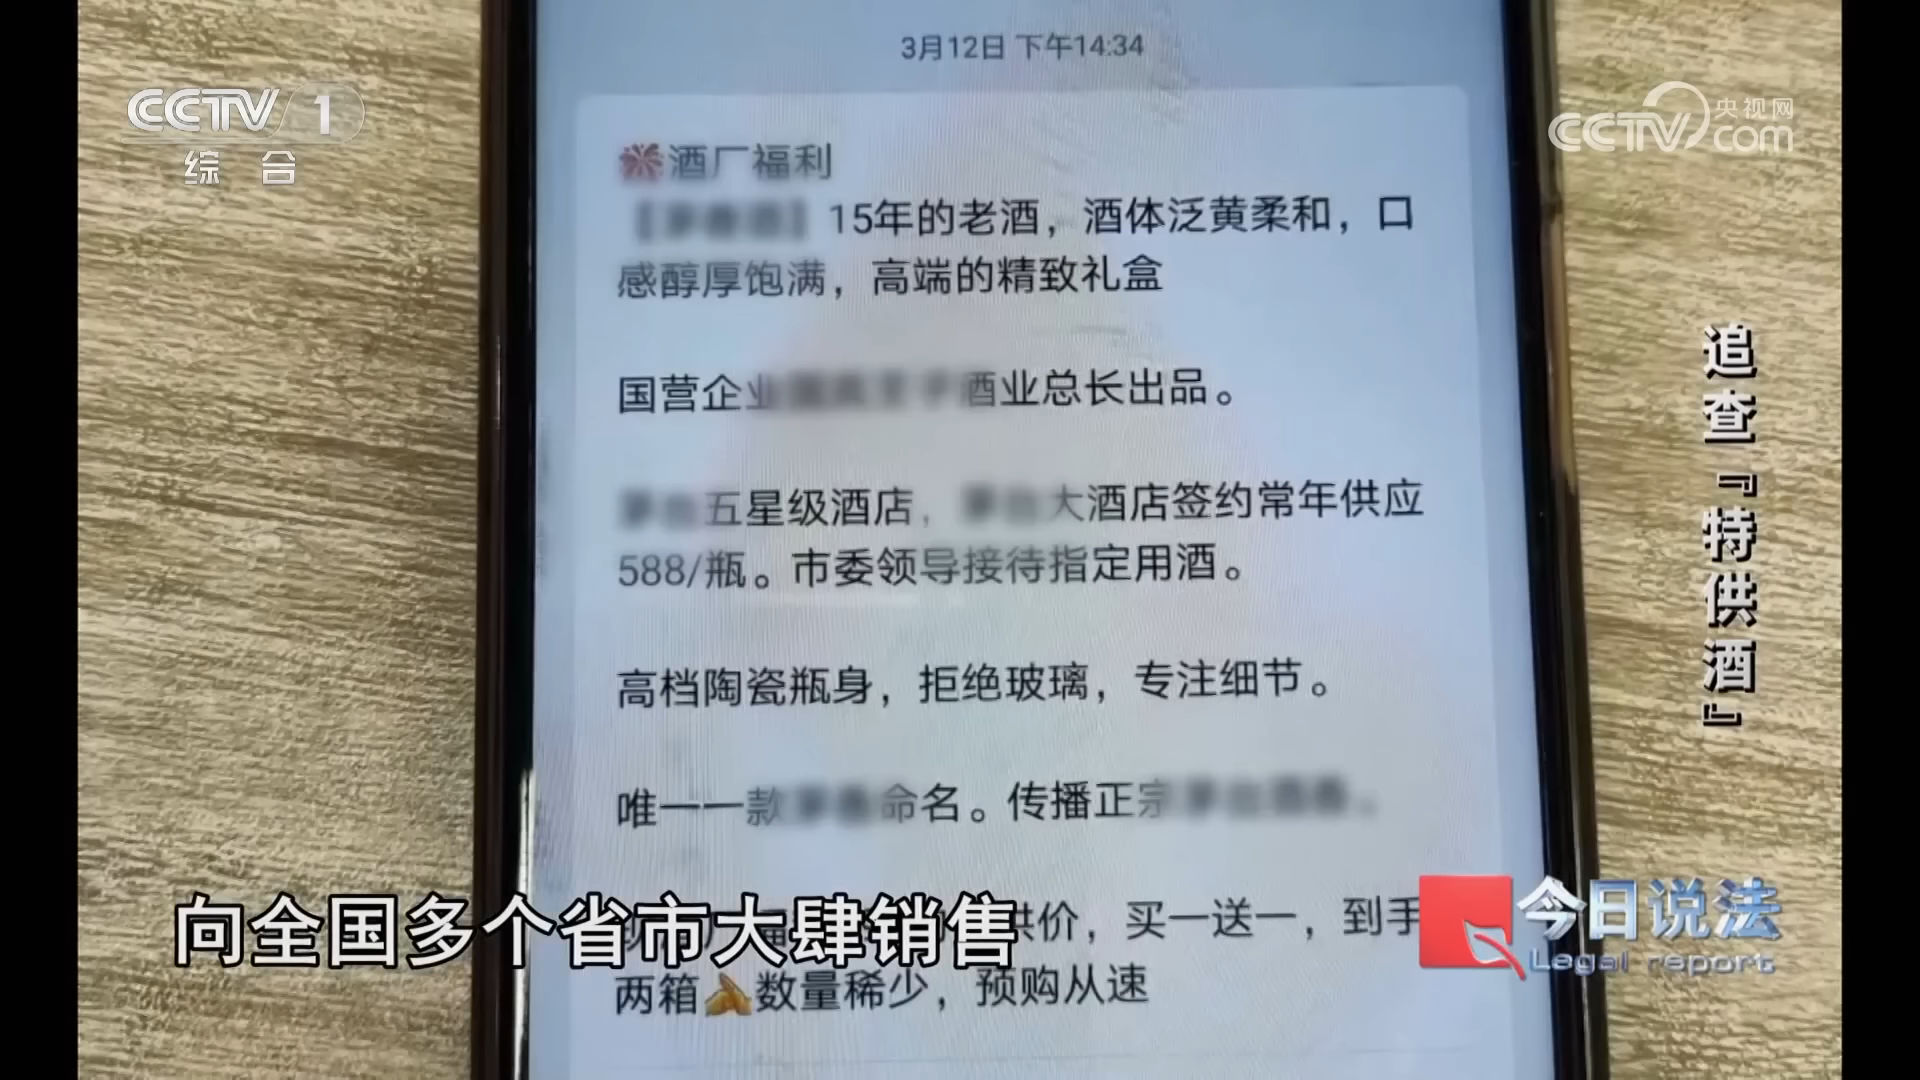 3月12日 下午14:34
CCTV 1
综合
央视网
CCTV.com
酒厂福利
15年的老酒，酒体泛黄柔和，口
感醇厚饱满，高端的精致礼盒
国营企业 酒业总长出品。
五星级酒店， 大酒店签约常年供应
588/瓶。市委领导接待指定用酒。
高档陶瓷瓶身，拒绝玻璃，专注细节。
唯一一款 命名。传播正宗
供价，买一送一，到手
两箱 数量稀少，预购从速
向全国多个省市大肆销售
追查『特供酒』
今日说法
Legal report